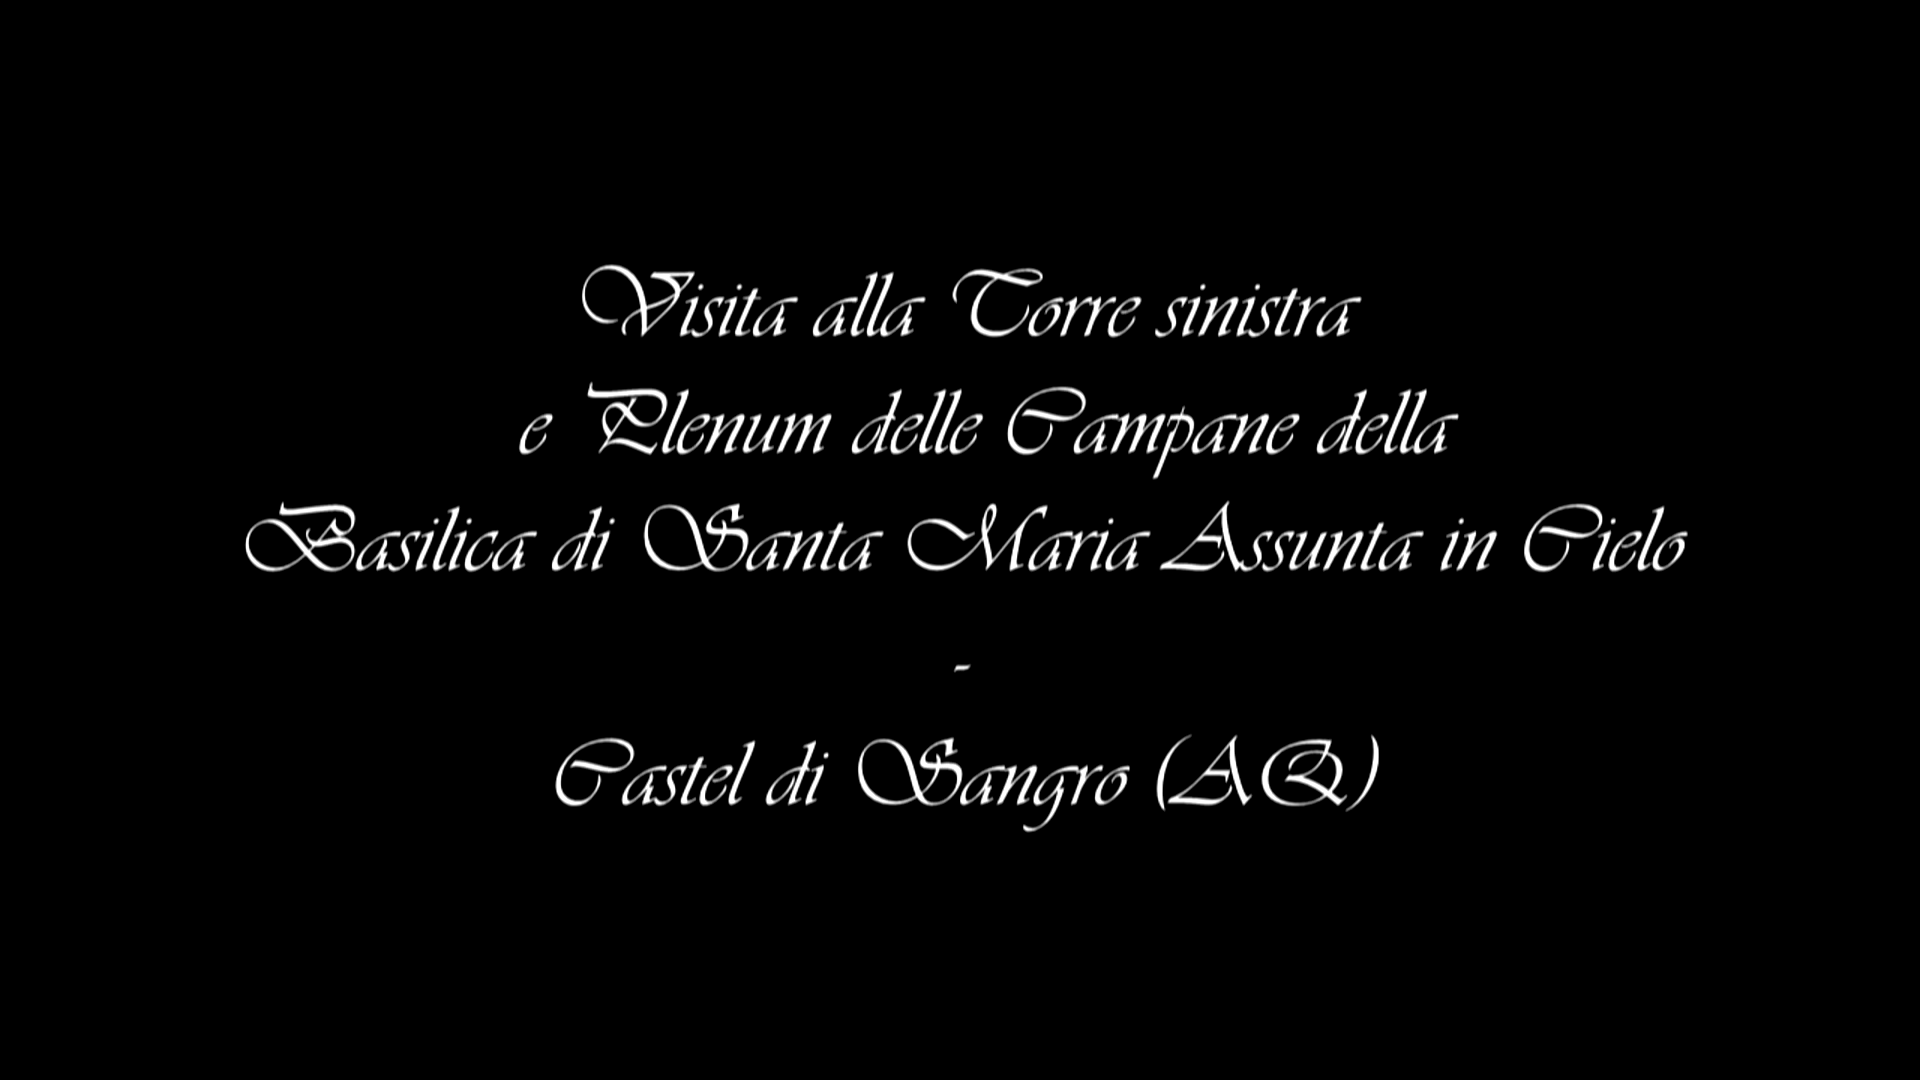 Visita alla Torre sinistra
e Plenum delle Campane della
Basilica di Santa Maria Assunta in Cielo
-
Castel di Sangro (AQ)